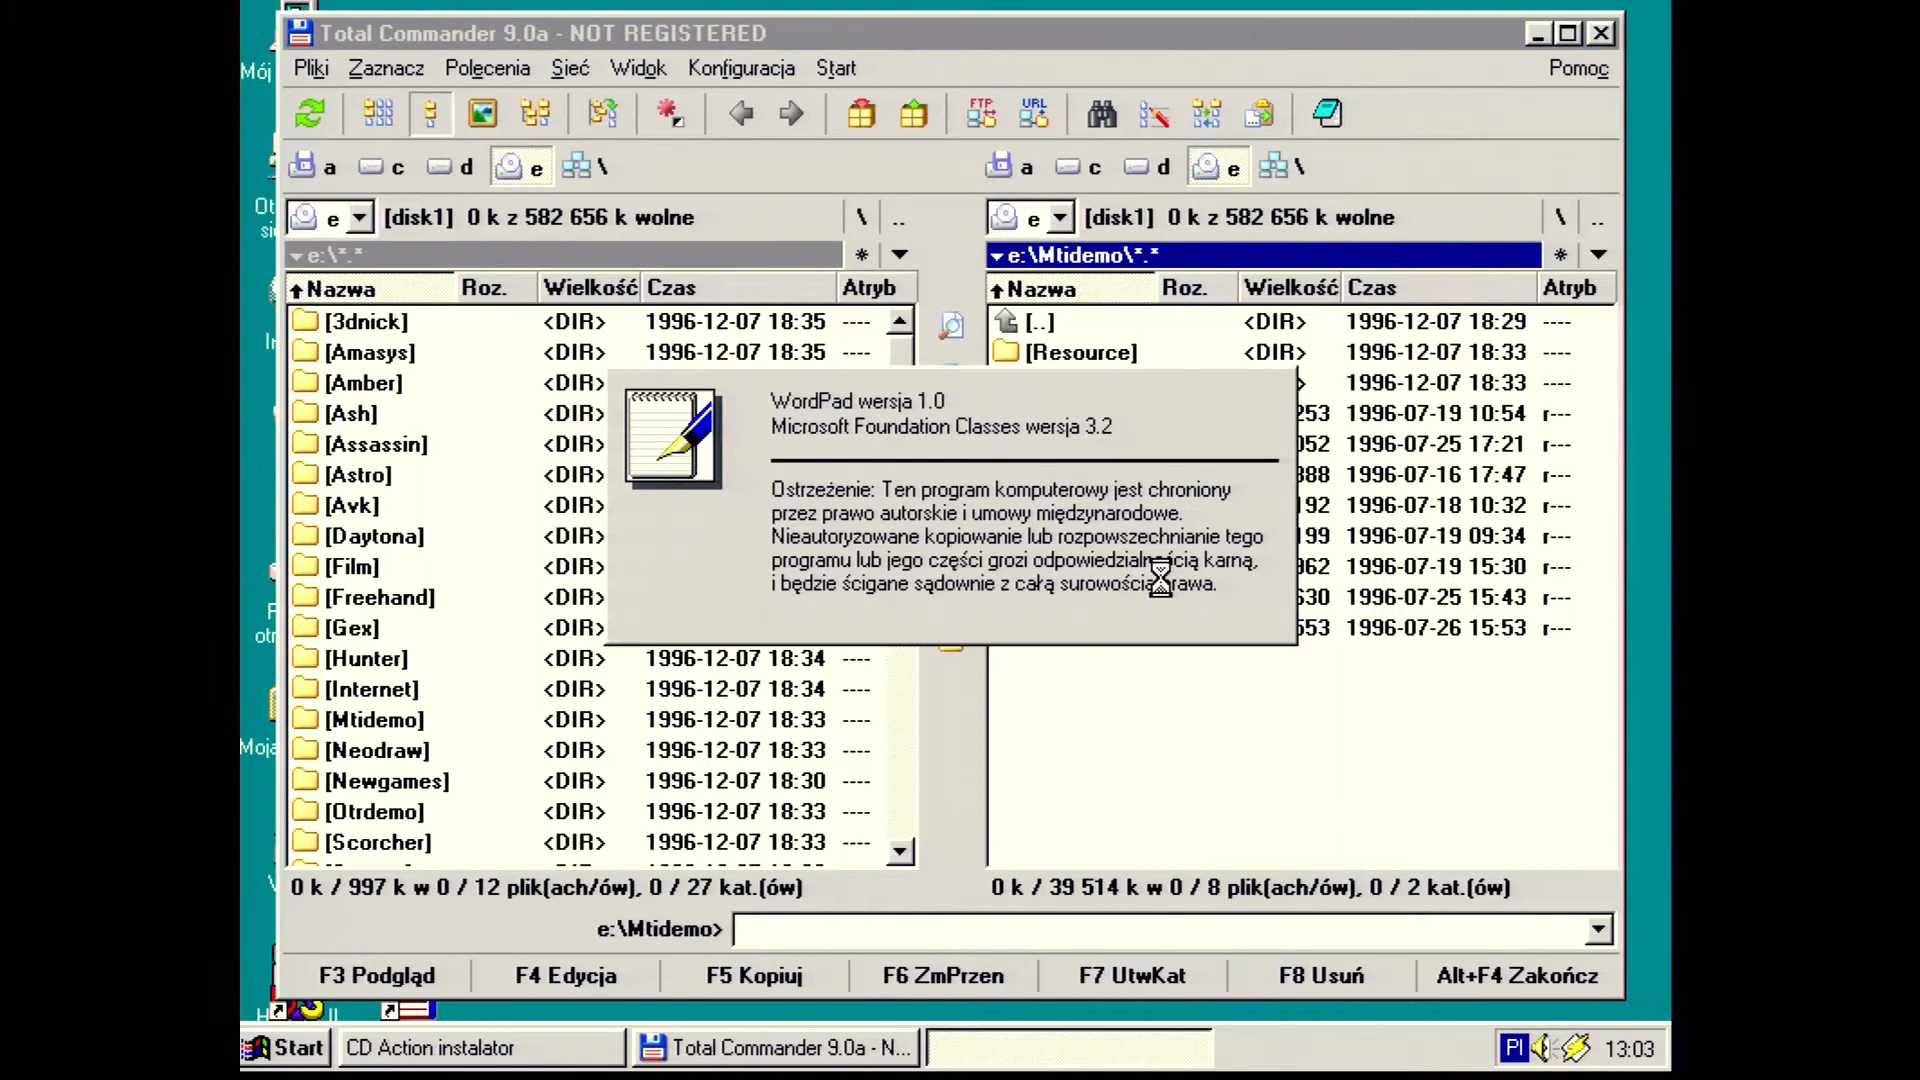 Total Commander 9.0a - NOT REGISTERED
Pliki Zaznacz Polecenia Sieć Widok Konfiguracja Start Pomoc
FTP URL
a c d e \ a c d e \
e [disk1] 0 k z 582 656 k wolne \ .. e [disk1] 0 k z 582 656 k wolne \ ..
e:\*.* * e:\Mtidemo\*.* *
Nazwa Roz. Wielkość Czas Atryb Nazwa Roz. Wielkość Czas Atryb
[3dnick] <DIR> 1996-12-07 18:35 ---- [..] <DIR> 1996-12-07 18:29 ----
[Amasys] <DIR> 1996-12-07 18:35 ---- [Resource] <DIR> 1996-12-07 18:33 ----
[Amber] <DIR> 1996-12-07 18:33 ----
[Ash] <DIR> 253 1996-07-19 10:54 r---
[Assassin] <DIR> 052 1996-07-25 17:21 r---
[Astro] <DIR> 388 1996-07-16 17:47 r---
[Avk] <DIR> 192 1996-07-18 10:32 r---
[Daytona] <DIR> 199 1996-07-19 09:34 r---
[Film] <DIR> 962 1996-07-19 15:30 r---
[Freehand] <DIR> 630 1996-07-25 15:43 r---
[Gex] <DIR> 553 1996-07-26 15:53 r---
[Hunter] <DIR> 1996-12-07 18:34 ----
[Internet] <DIR> 1996-12-07 18:34 ----
[Mtidemo] <DIR> 1996-12-07 18:33 ----
[Neodraw] <DIR> 1996-12-07 18:33 ----
[Newgames] <DIR> 1996-12-07 18:30 ----
[Otrdemo] <DIR> 1996-12-07 18:33 ----
[Scorcher] <DIR> 1996-12-07 18:33 ----
WordPad wersja 1.0
Microsoft Foundation Classes wersja 3.2
Ostrzeżenie: Ten program komputerowy jest chroniony
przez prawo autorskie i umowy międzynarodowe.
Nieautoryzowane kopiowanie lub rozpowszechnianie tego
programu lub jego części grozi odpowiedzialnością karną,
i będzie ścigane sądownie z całą surowością prawa.
0 k / 997 k w 0 / 12 plik(ach/ów), 0 / 27 kat.(ów) 0 k / 39 514 k w 0 / 8 plik(ach/ów), 0 / 2 kat.(ów)
e:\Mtidemo>
F3 Podgląd F4 Edycja F5 Kopiuj F6 ZmPrzen F7 UtwKat F8 Usuń Alt+F4 Zakończ
Mój
Moja
Start CD Action instalator Total Commander 9.0a - N... Pl 13:03